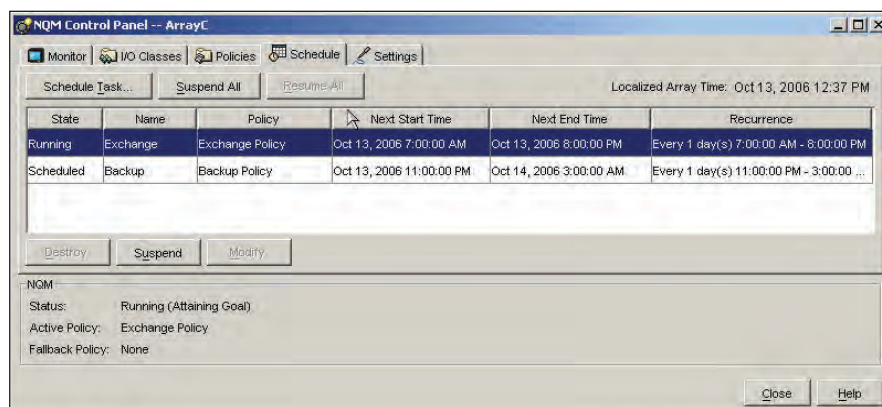 NQM Control Panel -- ArrayC
Monitor I/O Classes Policies Schedule Settings
Schedule Task... Suspend All Resume All Localized Array Time: Oct 13, 2006 12:37 PM
State Name Policy Next Start Time Next End Time Recurrence
Running Exchange Exchange Policy Oct 13, 2006 7:00:00 AM Oct 13, 2006 8:00:00 PM Every 1 day(s) 7:00:00 AM - 8:00:00 PM
Scheduled Backup Backup Policy Oct 13, 2006 11:00:00 PM Oct 14, 2006 3:00:00 AM Every 1 day(s) 11:00:00 PM - 3:00:00 ...
Destroy Suspend Modify
NQM
Status: Running (Attaining Goal)
Active Policy: Exchange Policy
Fallback Policy: None
Close Help